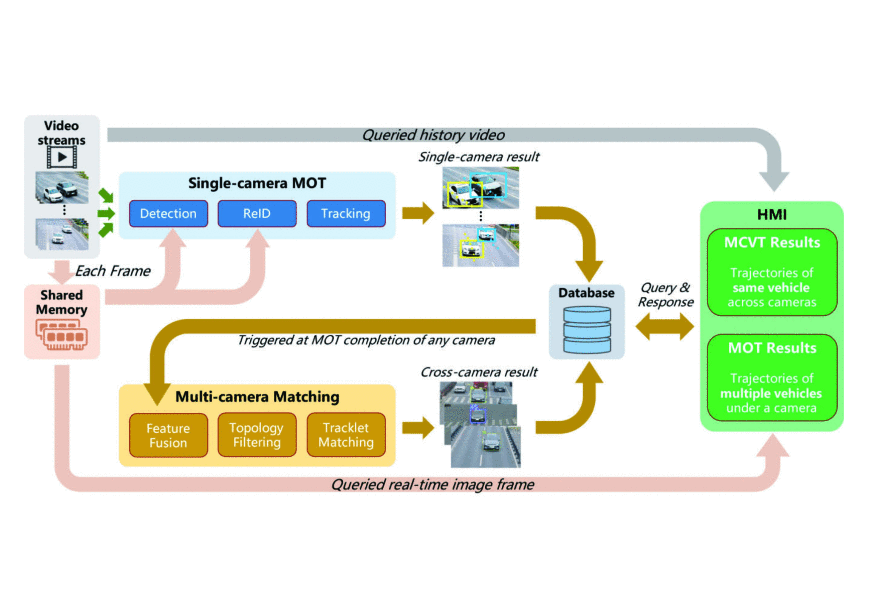 Video
streams
Queried history video
Single-camera result
Single-camera MOT
Detection
ReID
Tracking
Each Frame
Shared
Memory
Database
Query &
Response
HMI
MCVT Results
Trajectories of
same vehicle
across cameras
MOT Results
Trajectories of
multiple vehicles
under a camera
Triggered at MOT completion of any camera
Cross-camera result
Multi-camera Matching
Feature
Fusion
Topology
Filtering
Tracklet
Matching
Queried real-time image frame